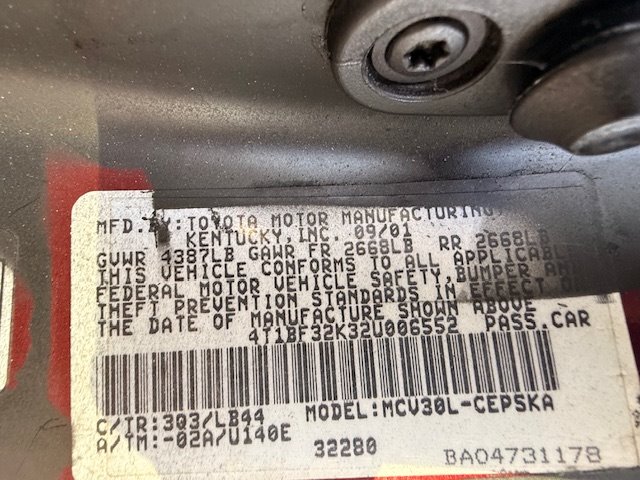 MFD. BY: TOYOTA MOTOR MANUFACTURING,
KENTUCKY, INC. 09/01
GVWR 4387LB GAWR FR 2668LB RR 2668LB
THIS VEHICLE CONFORMS TO ALL APPLICABLE
FEDERAL MOTOR VEHICLE SAFETY, BUMPER AND
THEFT PREVENTION STANDARDS IN EFFECT
THE DATE OF MANUFACTURE SHOWN ABOVE
4T1BF32K32U006552 PASS.CAR
C/TR:3Q3/LB44 MODEL:MCV30L-CEPSKA
A/TM:-02A/U140E 32280 BA04731178